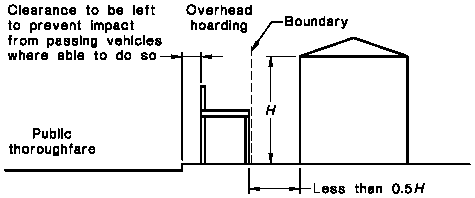 Clearance to be left
to prevent impact
from passing vehicles
where able to do so
Overhead
hoarding
Boundary
H
Public
thoroughfare
Less than 0.5H